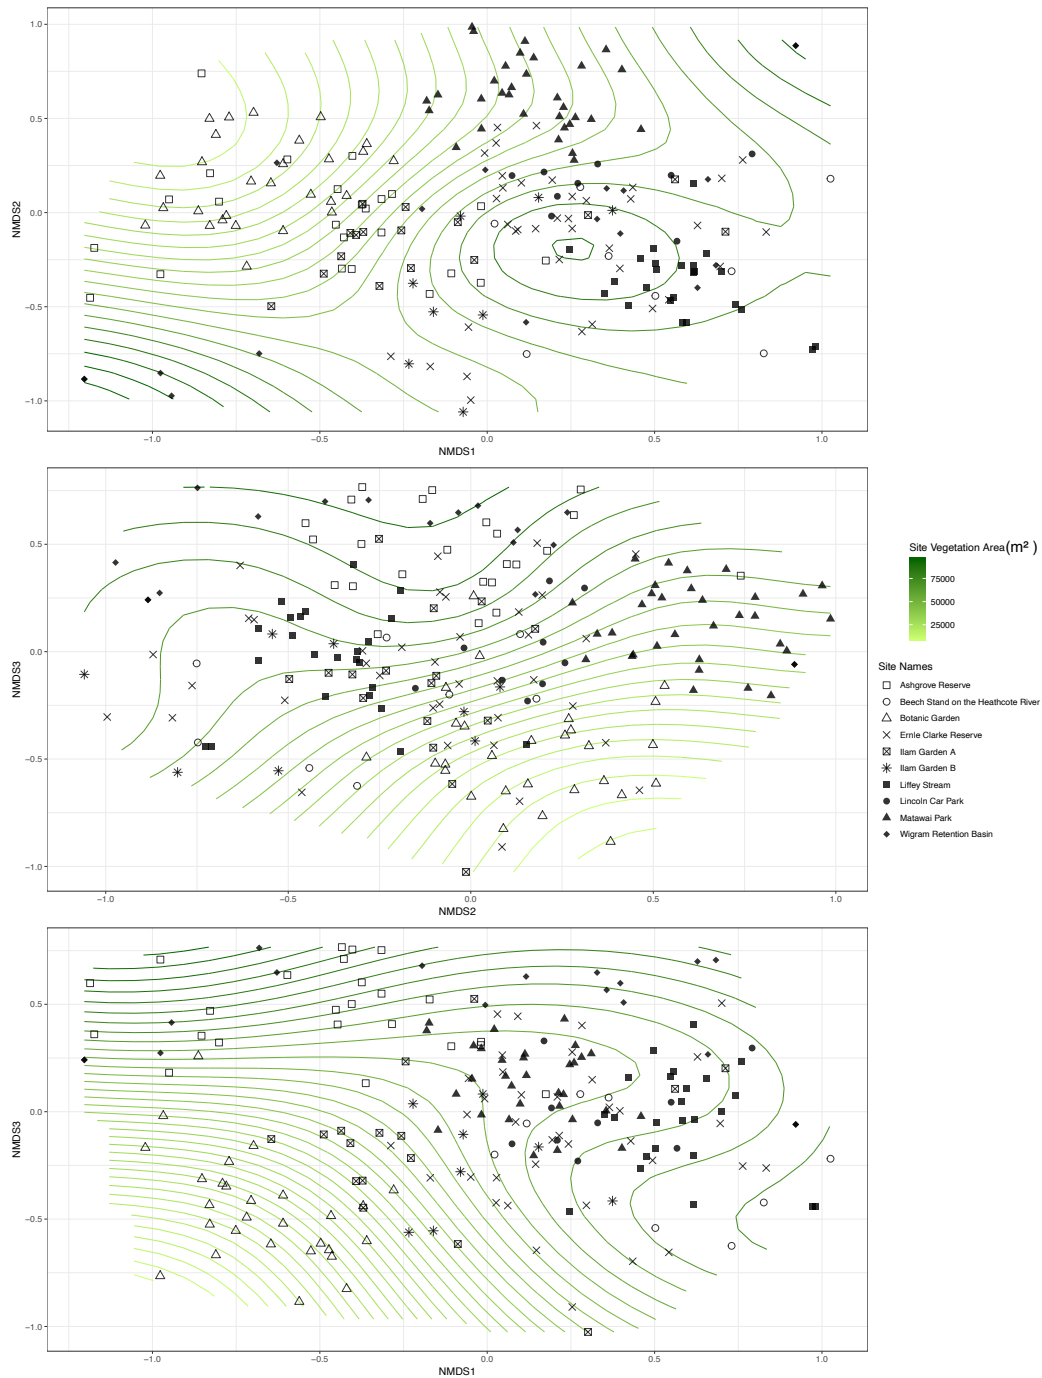 1.0
0.5
0.0
−0.5
−1.0
NMDS2
−1.0 −0.5 0.0 0.5 1.0
NMDS1
0.5
0.0
−0.5
−1.0
NMDS3
−1.0 −0.5 0.0 0.5 1.0
NMDS2
Site Vegetation Area (m²)
75000
50000
25000
Site Names
Ashgrove Reserve
Beech Stand on the Heathcote River
Botanic Garden
Ernle Clarke Reserve
Ilam Garden A
Ilam Garden B
Liffey Stream
Lincoln Car Park
Matawai Park
Wigram Retention Basin
0.5
0.0
−0.5
−1.0
NMDS3
−1.0 −0.5 0.0 0.5 1.0
NMDS1